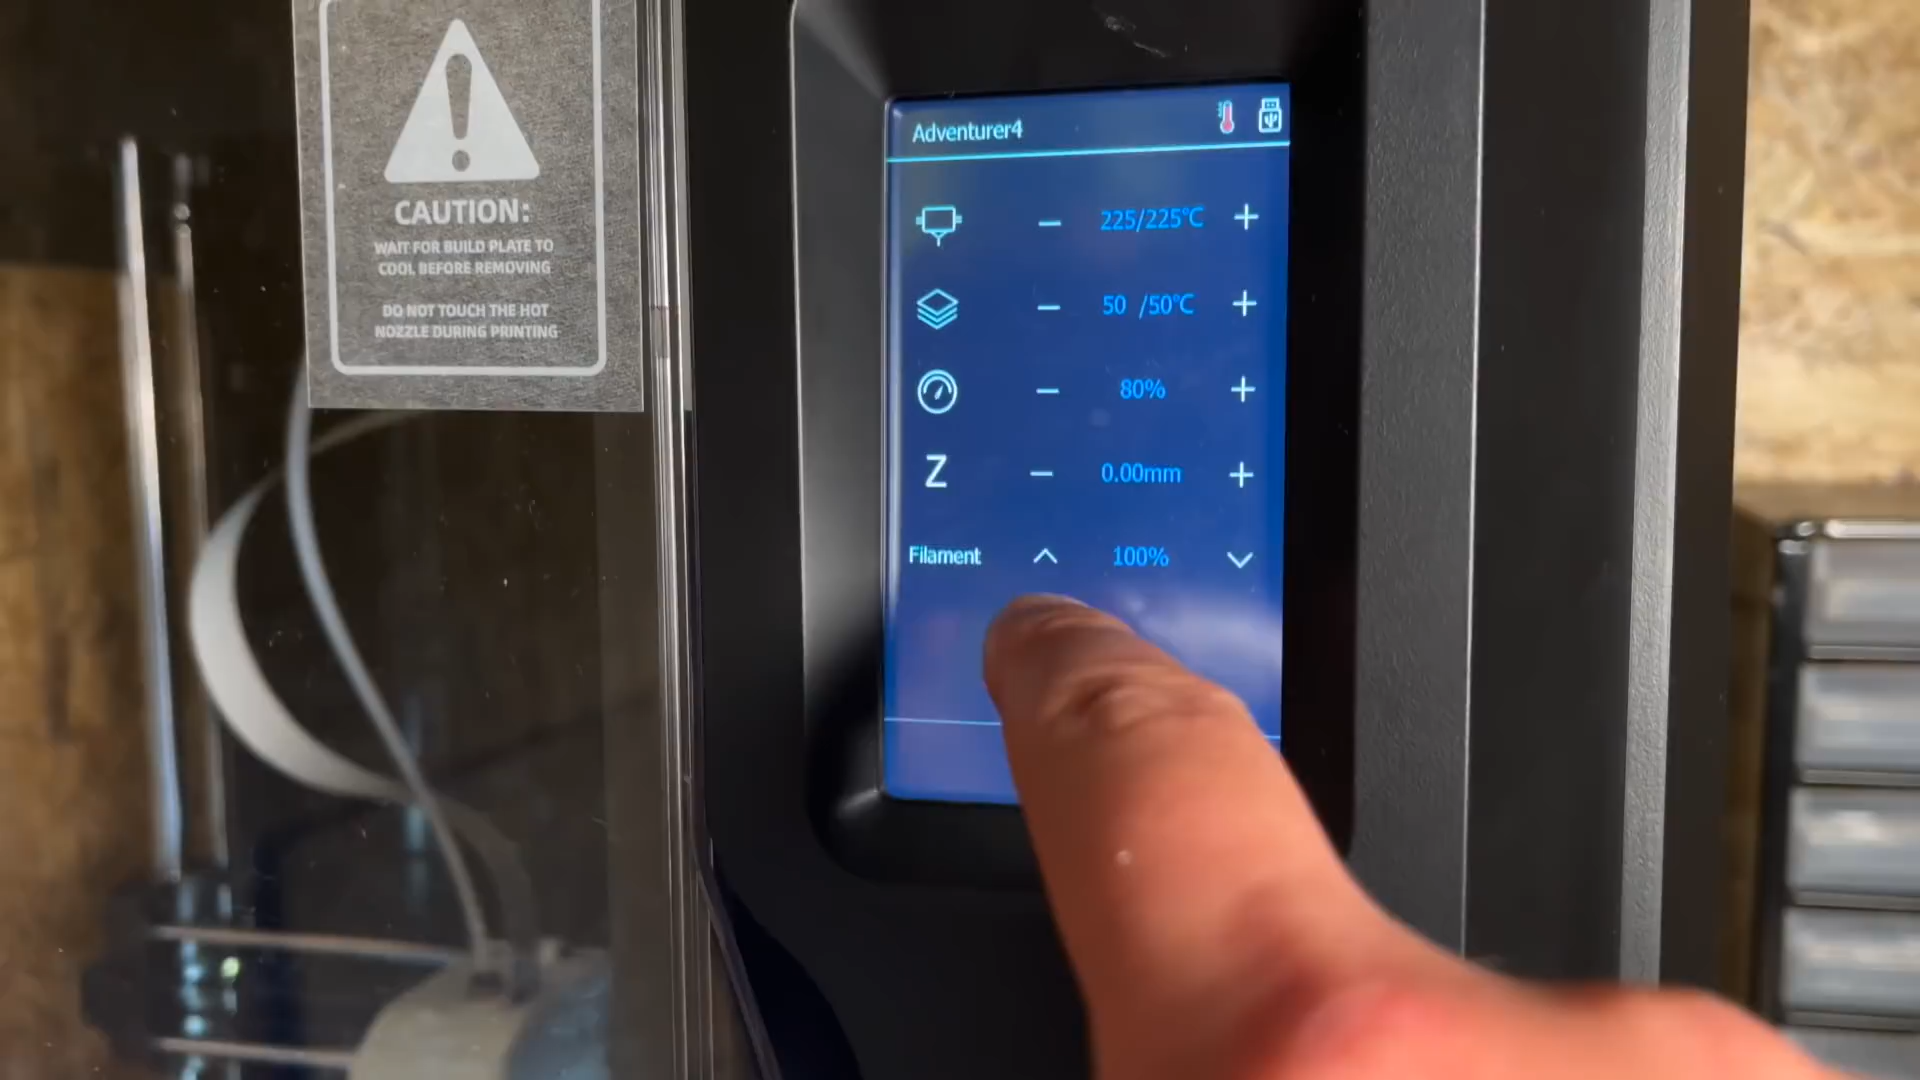 CAUTION:
WAIT FOR BUILD PLATE TO
COOL BEFORE REMOVING
DO NOT TOUCH THE HOT
NOZZLE DURING PRINTING
Adventurer4
− 225/225℃ +
− 50 /50℃ +
− 80% +
Z − 0.00mm +
Filament 100%